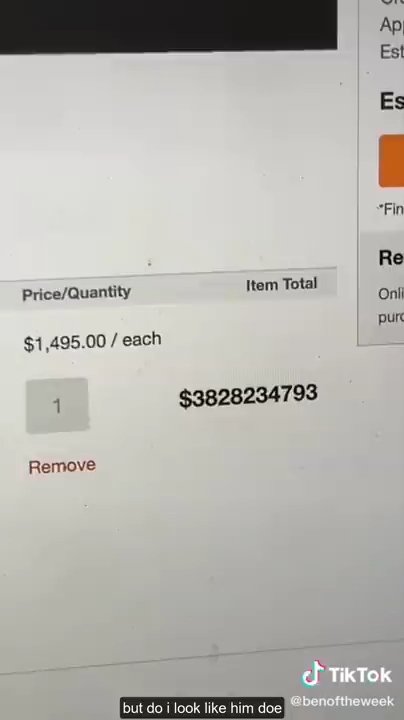 App
Est
Es
*Fin
Re
Onli
purc
Price/Quantity
Item Total
$1,495.00 / each
1
$3828234793
Remove
TikTok
@benoftheweek
but do i look like him doe